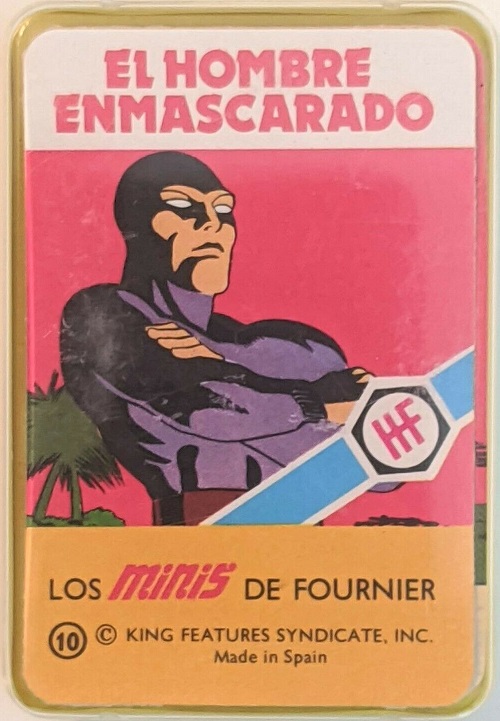 EL HOMBRE
ENMASCARADO
HF
LOS minis DE FOURNIER
10 © KING FEATURES SYNDICATE, INC.
Made in Spain